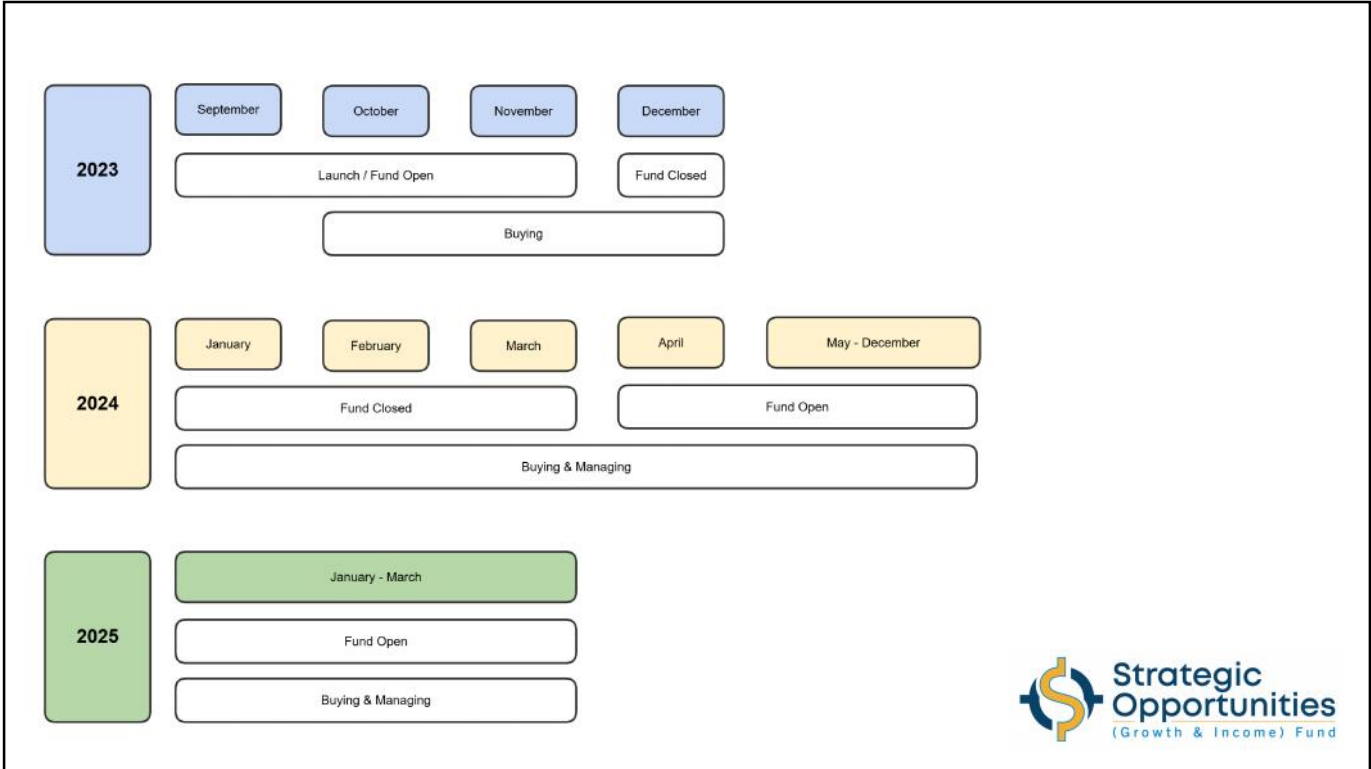 2023
September
October
November
December
Launch / Fund Open
Fund Closed
Buying
2024
January
February
March
April
May - December
Fund Closed
Fund Open
Buying & Managing
2025
January - March
Fund Open
Buying & Managing
Strategic
Opportunities
(Growth & Income) Fund